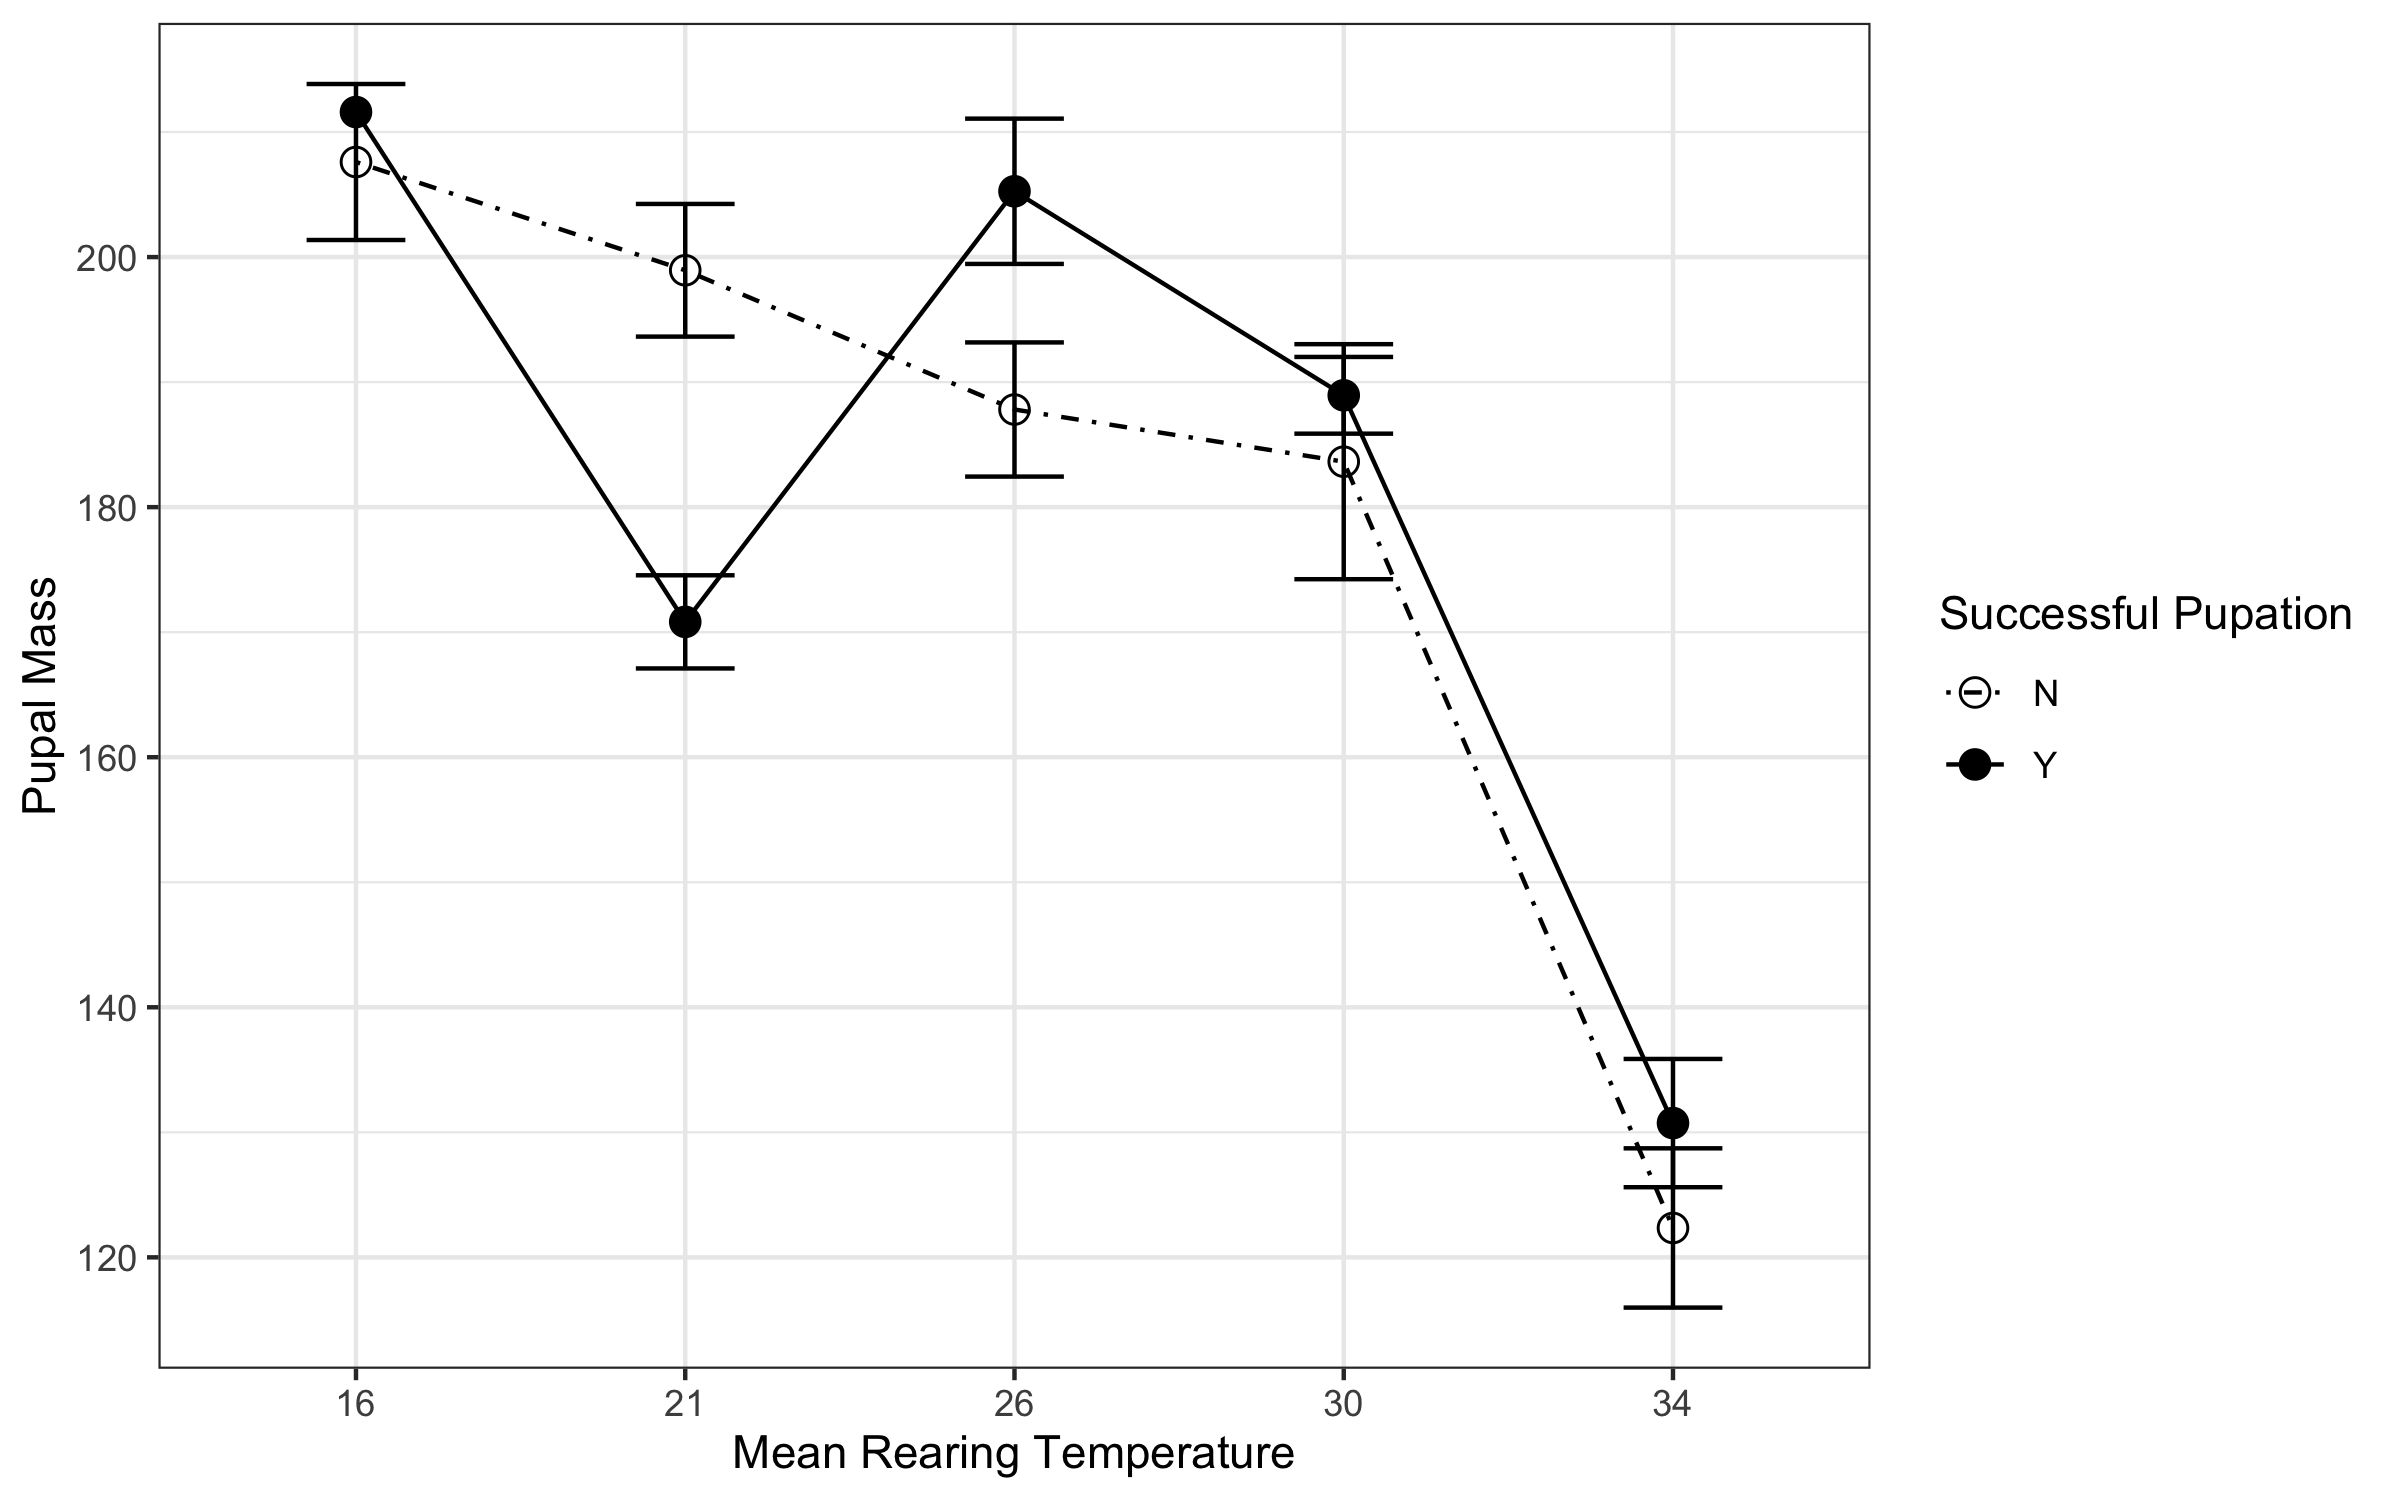 200
180
160
140
120
Pupal Mass
16 21 26 30 34
Mean Rearing Temperature
Successful Pupation
N
Y